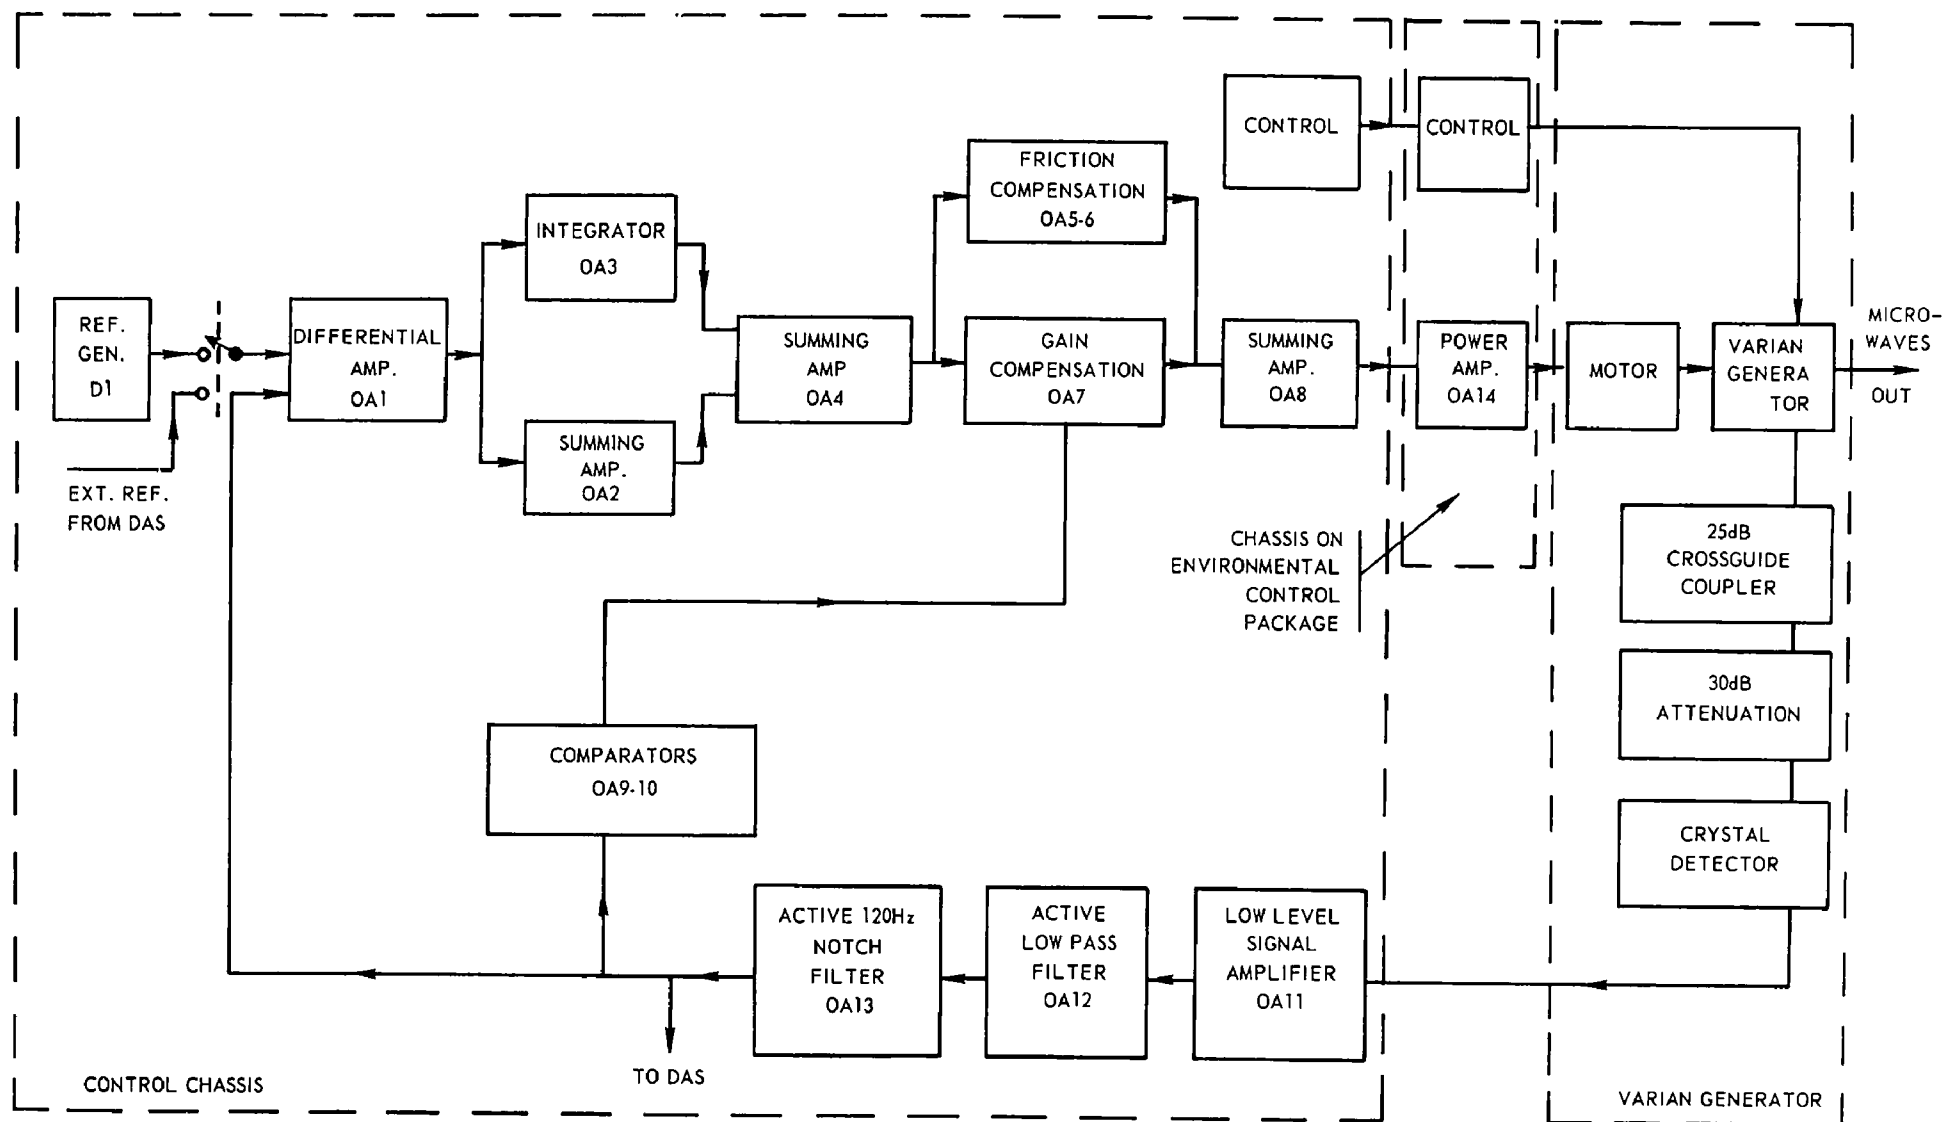 CONTROL
CONTROL
FRICTION
COMPENSATION
OA5-6
INTEGRATOR
OA3
REF.
GEN.
D1
DIFFERENTIAL
AMP.
OA1
SUMMING
AMP
OA4
GAIN
COMPENSATION
OA7
SUMMING
AMP.
OA8
POWER
AMP.
OA14
MOTOR
VARIAN
GENERA
TOR
MICRO-
WAVES
OUT
SUMMING
AMP.
OA2
EXT. REF.
FROM DAS
CHASSIS ON
ENVIRONMENTAL
CONTROL
PACKAGE
25dB
CROSSGUIDE
COUPLER
30dB
ATTENUATION
COMPARATORS
OA9-10
CRYSTAL
DETECTOR
ACTIVE 120Hz
NOTCH
FILTER
OA13
ACTIVE
LOW PASS
FILTER
OA12
LOW LEVEL
SIGNAL
AMPLIFIER
OA11
TO DAS
CONTROL CHASSIS
VARIAN GENERATOR